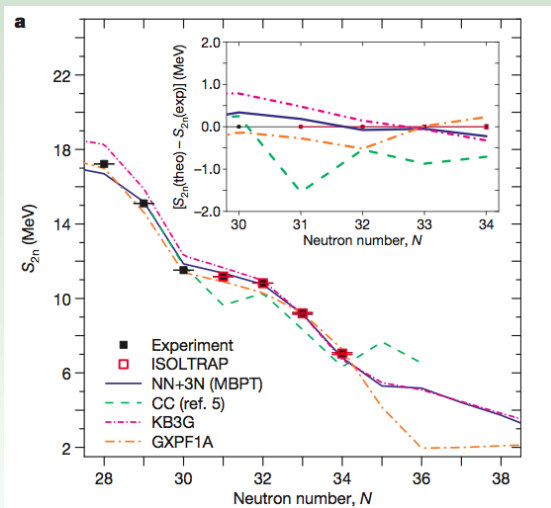 a
22
18
14
10
6
2
S2n (MeV)
28
30
32
34
36
38
Neutron number, N
2.0
1.0
0.0
−1.0
−2.0
[S2n(theo) − S2n(exp)] (MeV)
30
31
32
33
34
Neutron number, N
Experiment
ISOLTRAP
NN+3N (MBPT)
CC (ref. 5)
KB3G
GXPF1A